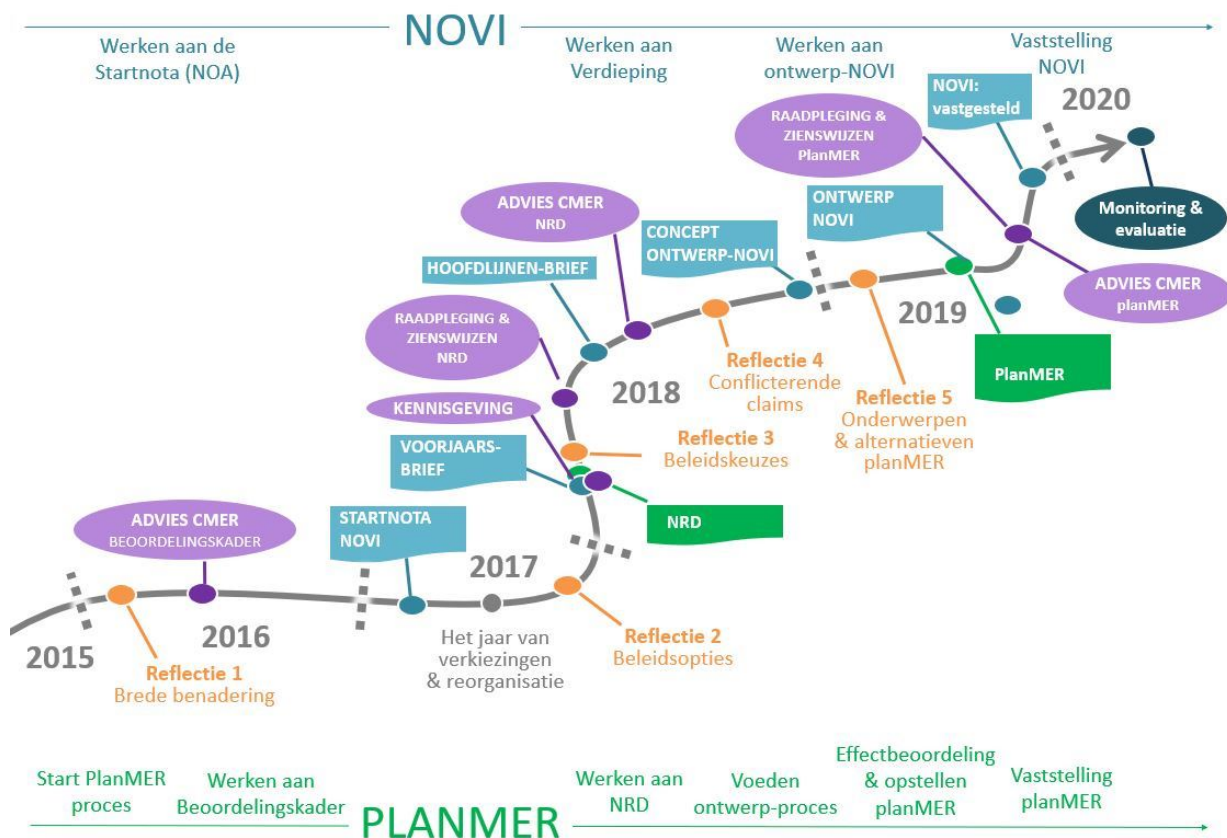 NOVI
Werken aan de
Startnota (NOA)
Werken aan
Verdieping
Werken aan
ontwerp-NOVI
Vaststelling
NOVI
2020
NOVI:
vastgesteld
RAADPLEGING &
ZIENSWIJZEN
PlanMER
ADVIES CMER
NRD
CONCEPT
ONTWERP-NOVI
ONTWERP
NOVI
Monitoring &
evaluatie
HOOFDLIJNEN-BRIEF
ADVIES CMER
planMER
RAADPLEGING &
ZIENSWIJZEN
NRD
2019
Reflectie 4
Conflicterende
claims
Reflectie 5
Onderwerpen
& alternatieven
planMER
PlanMER
2018
KENNISGEVING
Reflectie 3
Beleidskeuzes
VOORJAARS-
BRIEF
NRD
ADVIES CMER
BEOORDELINGSKADER
STARTNOTA
NOVI
2017
2016
2015
Het jaar van
verkiezingen
& reorganisatie
Reflectie 2
Beleidsopties
Reflectie 1
Brede benadering
Start PlanMER
proces
Werken aan
Beoordelingskader
PLANMER
Werken aan
NRD
Voeden
ontwerp-proces
Effectbeoordeling
& opstellen
planMER
Vaststelling
planMER